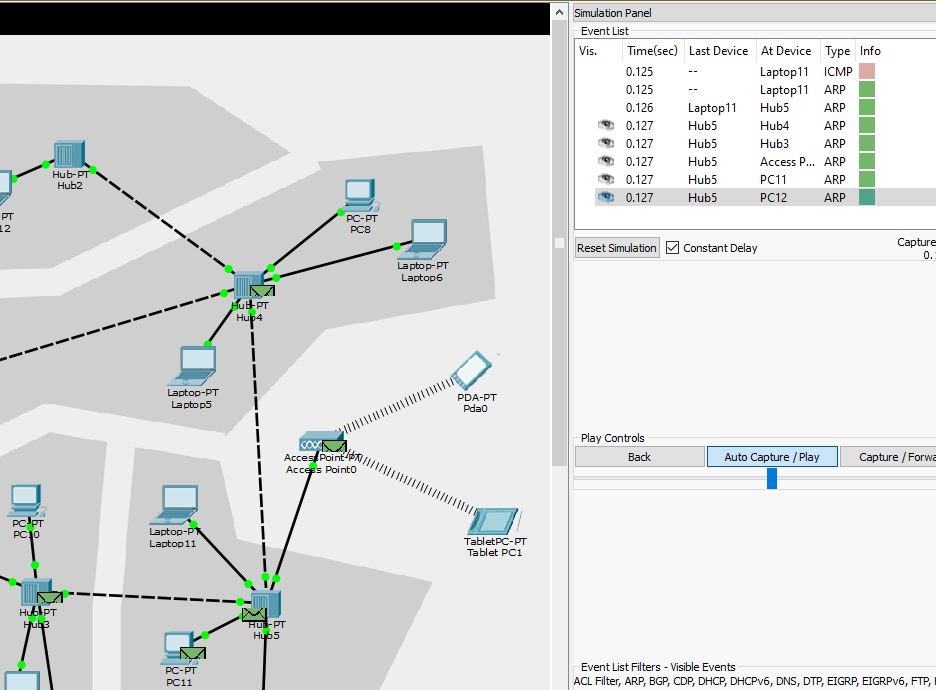 Simulation Panel
Event List
Vis. Time(sec) Last Device At Device Type Info
0.125 -- Laptop11 ICMP
0.125 -- Laptop11 ARP
0.126 Laptop11 Hub5 ARP
0.127 Hub5 Hub4 ARP
0.127 Hub5 Hub3 ARP
0.127 Hub5 Access P... ARP
0.127 Hub5 PC11 ARP
0.127 Hub5 PC12 ARP
Reset Simulation Constant Delay
Capture
0.
Play Controls
Back Auto Capture / Play Capture / Forwa
Event List Filters - Visible Events
ACL Filter, ARP, BGP, CDP, DHCP, DHCPv6, DNS, DTP, EIGRP, EIGRPv6, FTP,
Hub-PT
Hub2
PT
12
PC-PT
PC8
Laptop-PT
Laptop6
Hub-PT
Hub4
Laptop-PT
Laptop5
PDA-PT
Pda0
AccessPoint-PT
Access Point0
TabletPC-PT
Tablet PC1
PC-PT
PC10
Laptop-PT
Laptop11
Hub-PT
Hub3
Hub-PT
Hub5
PC-PT
PC11